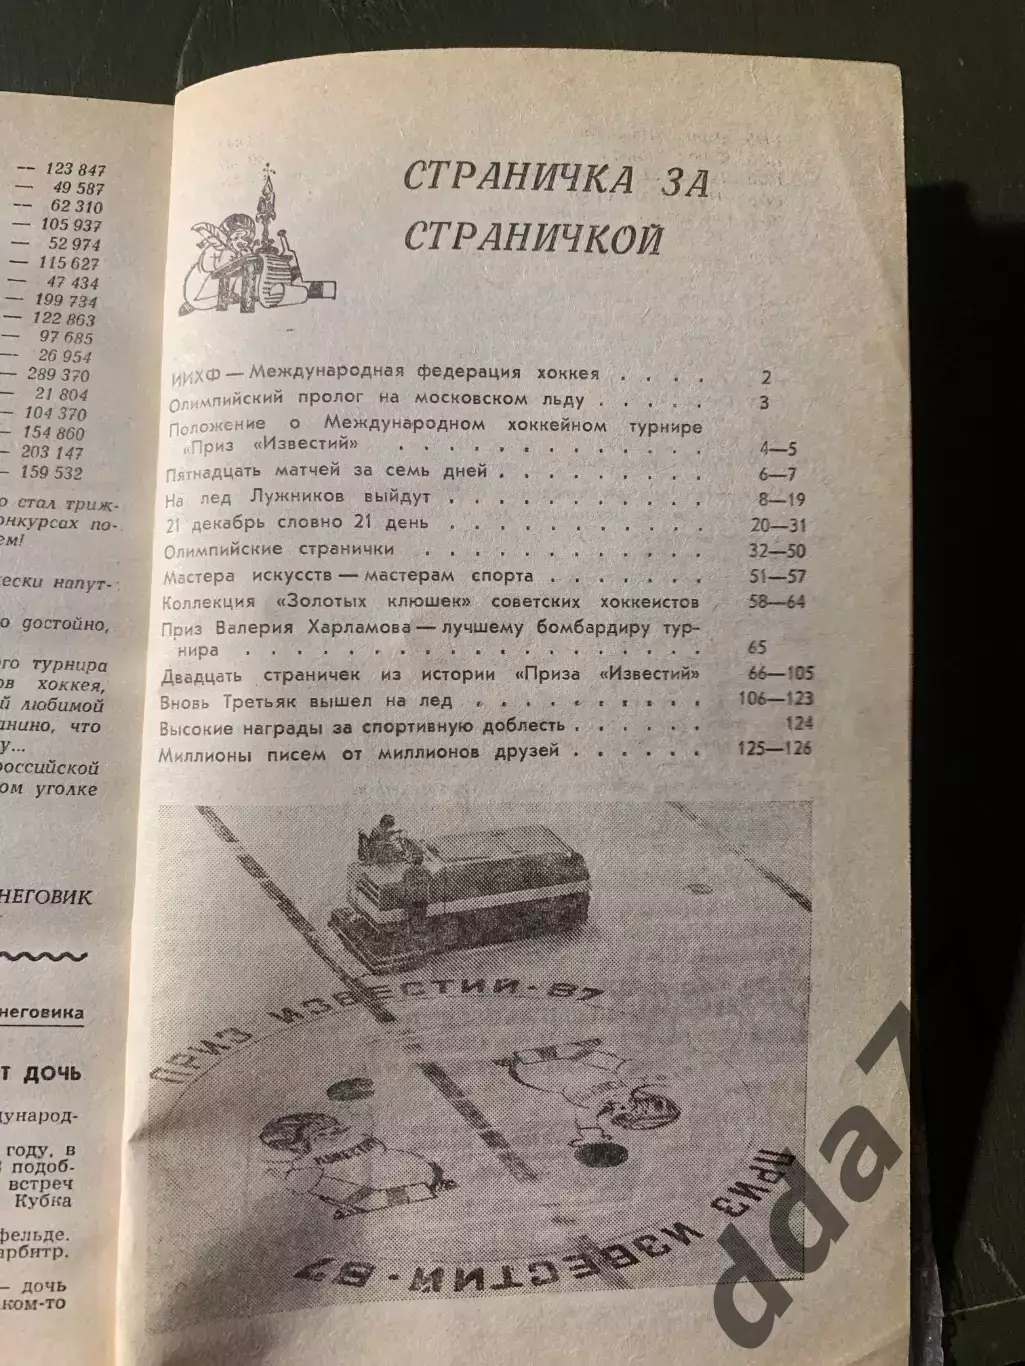 — 123 847
— 49 587
— 62 310
— 105 937
— 52 974
— 115 627
— 47 434
— 199 734
— 122 863
— 97 685
— 26 954
— 289 370
— 21 804
— 104 370
— 154 860
— 203 147
— 159 532
о стал триж-
онкурсах по-
ем!
ески напут-
о достойно,
ого турнира
ов хоккея,
й любимой
анино, что
у...
российской
ом уголке
НЕГОВИК
неговика
Т ДОЧЬ
дународ-
году, в
подоб-
встреч
Кубка
фельде.
арбитр.
— дочь
ком-то
СТРАНИЧКА ЗА
СТРАНИЧКОЙ
ИИХФ — Международная федерация хоккея . . . . 2
Олимпийский пролог на московском льду . . . . . 3
Положение о Международном хоккейном турнире
«Приз «Известий» . . . . . . . . . . . 4—5
Пятнадцать матчей за семь дней . . . . . . . . . 6—7
На лед Лужников выйдут . . . . . . . . . . . 8—19
21 декабрь словно 21 день . . . . . . . . . . . 20—31
Олимпийские странички . . . . . . . . . . . . 32—50
Мастера искусств — мастерам спорта . . . . . . . 51—57
Коллекция «Золотых клюшек» советских хоккеистов 58—64
Приз Валерия Харламова — лучшему бомбардиру тур-
нира . . . . . . . . . . . . . . . . . . 65
Двадцать страничек из истории «Приза «Известий» 66—105
Вновь Третьяк вышел на лед . . . . . . . . . . 106—123
Высокие награды за спортивную доблесть . . . . . . 124
Миллионы писем от миллионов друзей . . . . . . 125—126
ПРИЗ ИЗВЕСТИЙ-87
ПРИЗ ИЗВЕСТИЙ-87
dda7